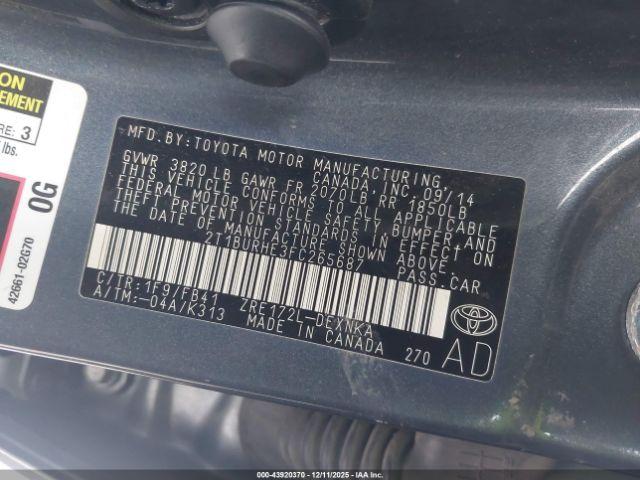 ON
EMENT
RE: 3
lbs.
0G
42661-02G70
MFD. BY: TOYOTA MOTOR MANUFACTURING,
CANADA, INC. 09/14
GVWR 3820 LB GAWR FR 2070LB RR 1850LB
THIS VEHICLE CONFORMS TO ALL APPLICABLE
FEDERAL MOTOR VEHICLE SAFETY, BUMPER, AND
THEFT PREVENTION STANDARDS IN EFFECT ON
THE DATE OF MANUFACTURE SHOWN ABOVE.
2T1BURHE3FC265687 PASS.CAR
C/TR: 1F9/FB41 ZRE172L-DEXNKA
A/TM: -04A/K313 MADE IN CANADA 270
AD
000-43920370 - 12/11/2025 - IAA, Inc.